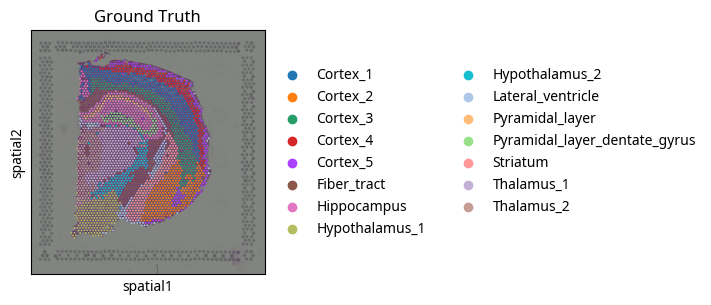 Ground Truth
spatial2
spatial1
Cortex_1
Cortex_2
Cortex_3
Cortex_4
Cortex_5
Fiber_tract
Hippocampus
Hypothalamus_1
Hypothalamus_2
Lateral_ventricle
Pyramidal_layer
Pyramidal_layer_dentate_gyrus
Striatum
Thalamus_1
Thalamus_2